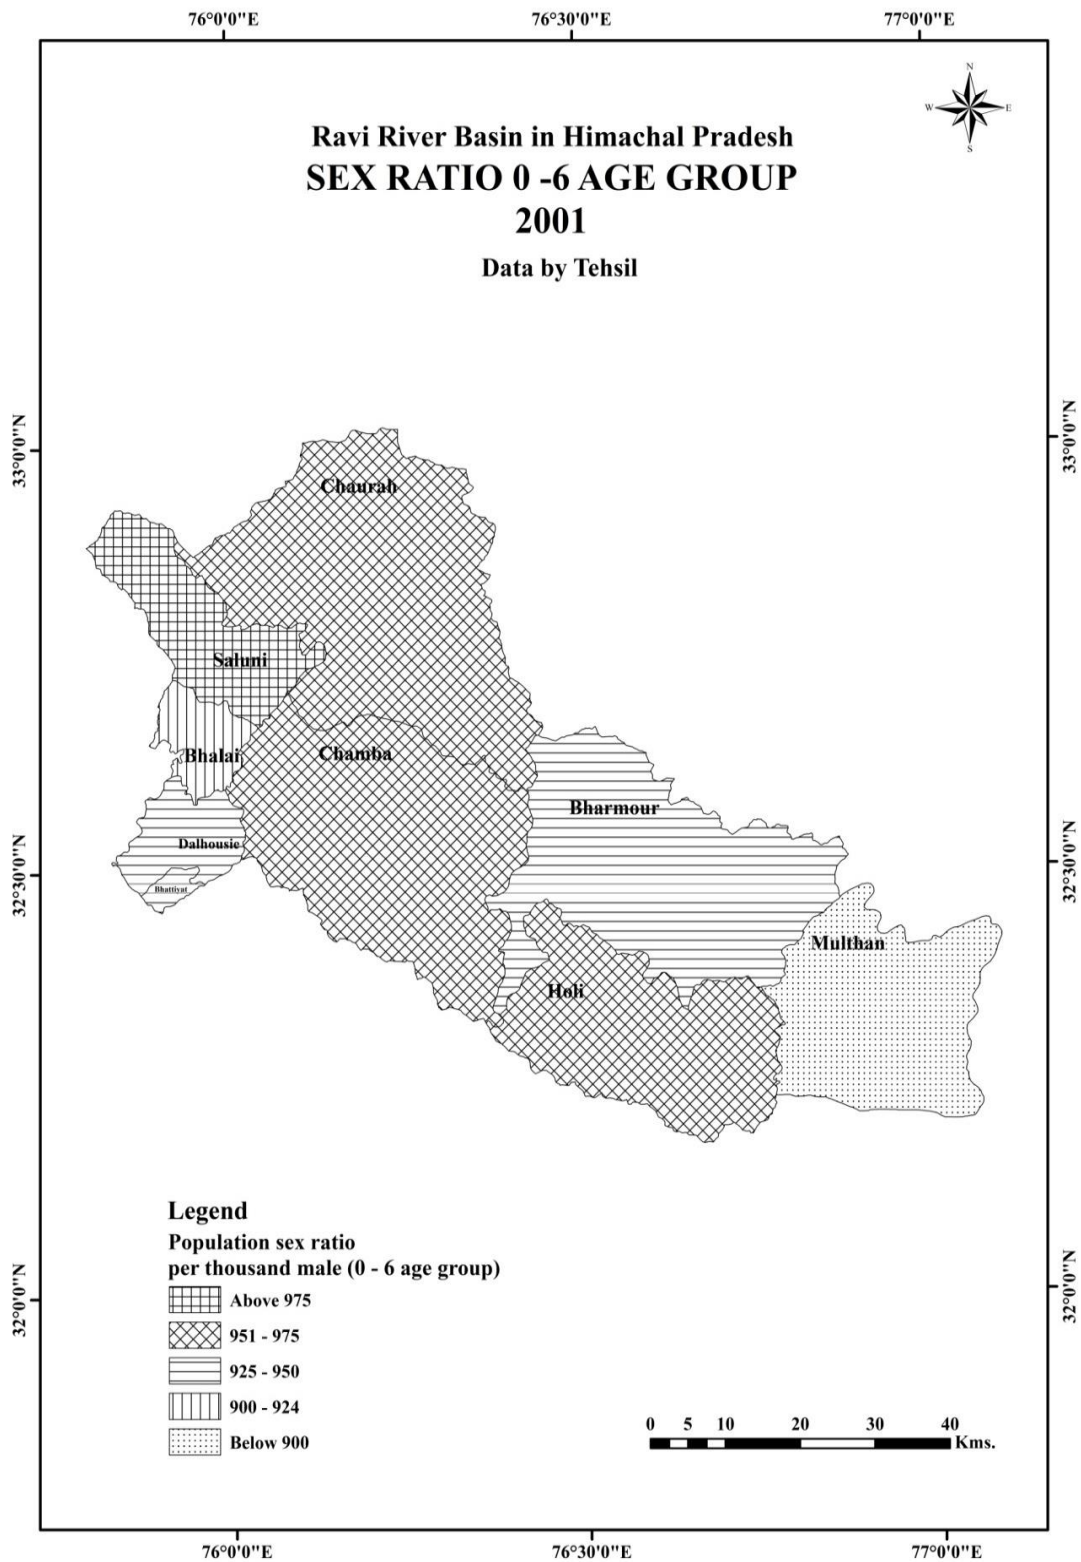 76°0'0"E
76°30'0"E
77°0'0"E
N
W
E
S
Ravi River Basin in Himachal Pradesh
SEX RATIO 0 -6 AGE GROUP
2001
Data by Tehsil
33°0'0"N
33°0'0"N
Chaurah
Saluni
Bhalai
Chamba
Bharmour
Dalhousie
32°30'0"N
32°30'0"N
Bhattiyat
Multhan
Holi
Legend
Population sex ratio
per thousand male (0 - 6 age group)
32°0'0"N
32°0'0"N
Above 975
951 - 975
925 - 950
900 - 924
Below 900
0 5 10 20 30 40
Kms.
76°0'0"E
76°30'0"E
77°0'0"E